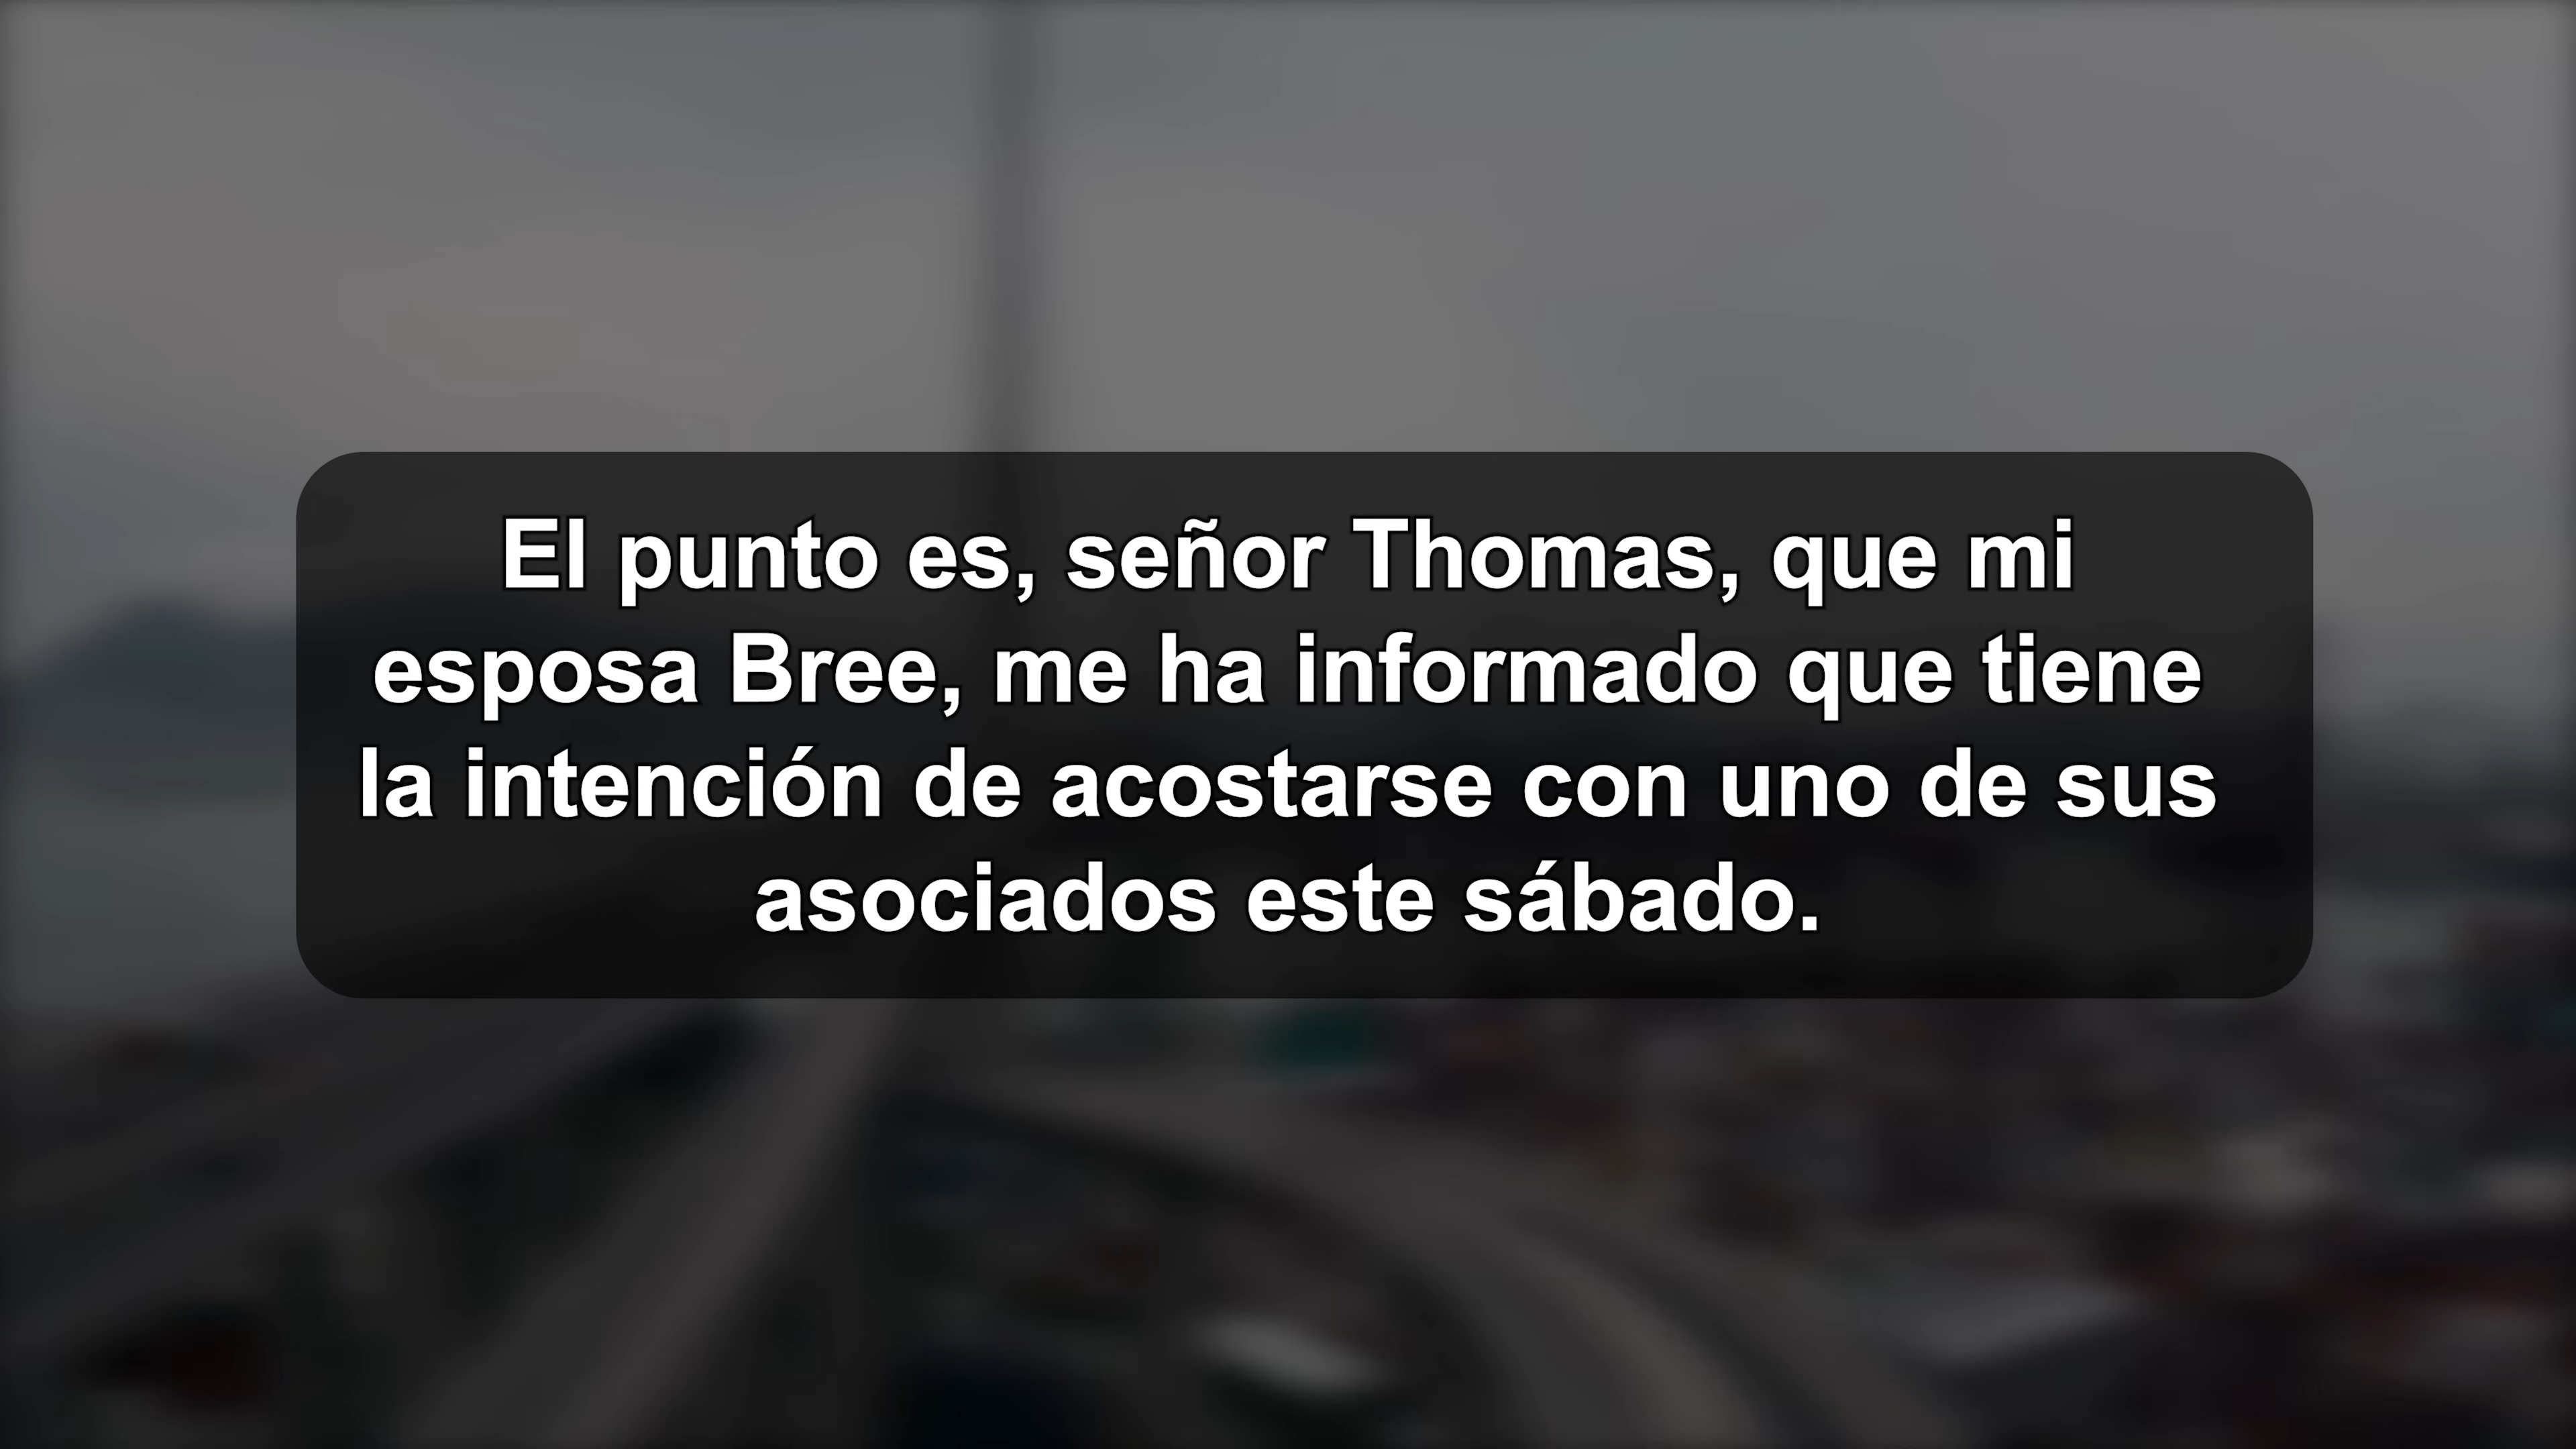 El punto es, señor Thomas, que mi
esposa Bree, me ha informado que tiene
la intención de acostarse con uno de sus
asociados este sábado.